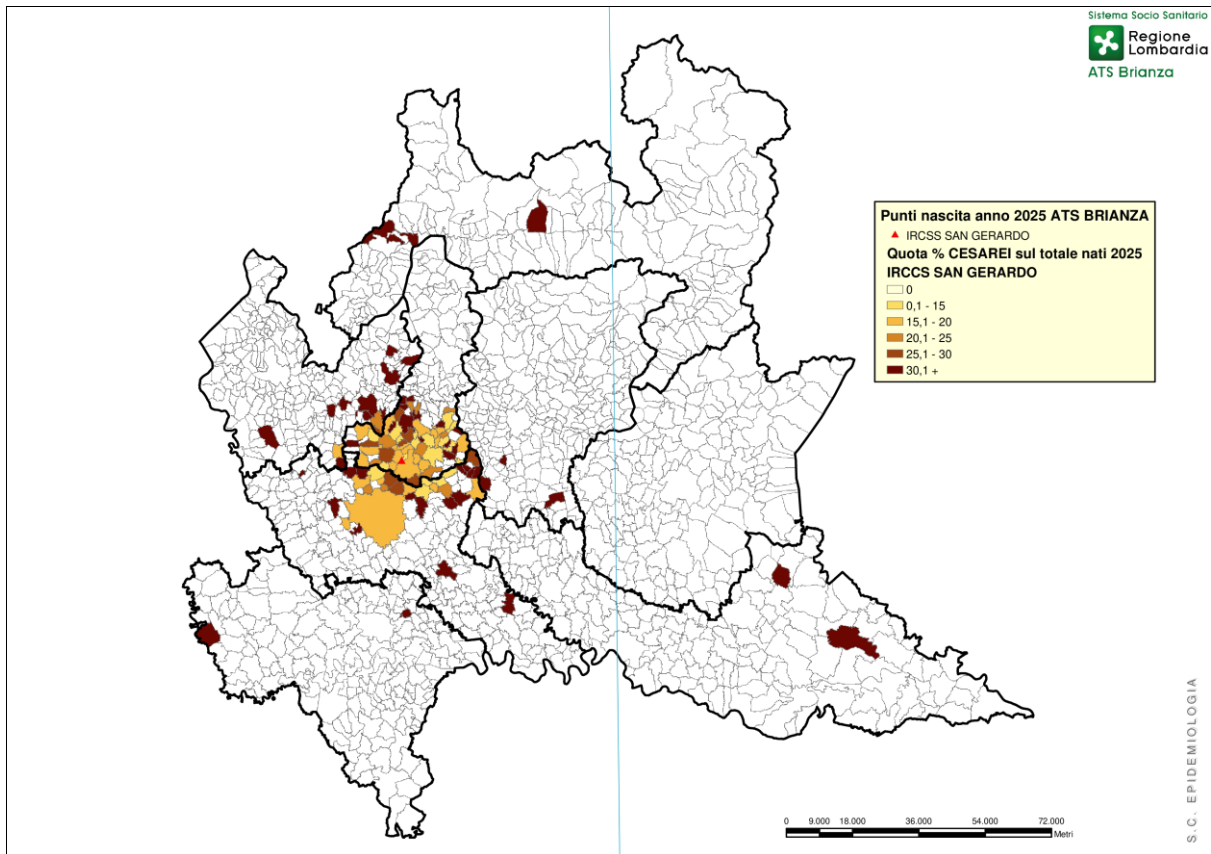 Sistema Socio Sanitario
Regione
Lombardia
ATS Brianza
Punti nascita anno 2025 ATS BRIANZA
IRCSS SAN GERARDO
Quota % CESAREI sul totale nati 2025
IRCCS SAN GERARDO
0
0,1 - 15
15,1 - 20
20,1 - 25
25,1 - 30
30,1 +
S.C. EPIDEMIOLOGIA
0 9.000 18.000 36.000 54.000 72.000
Metri